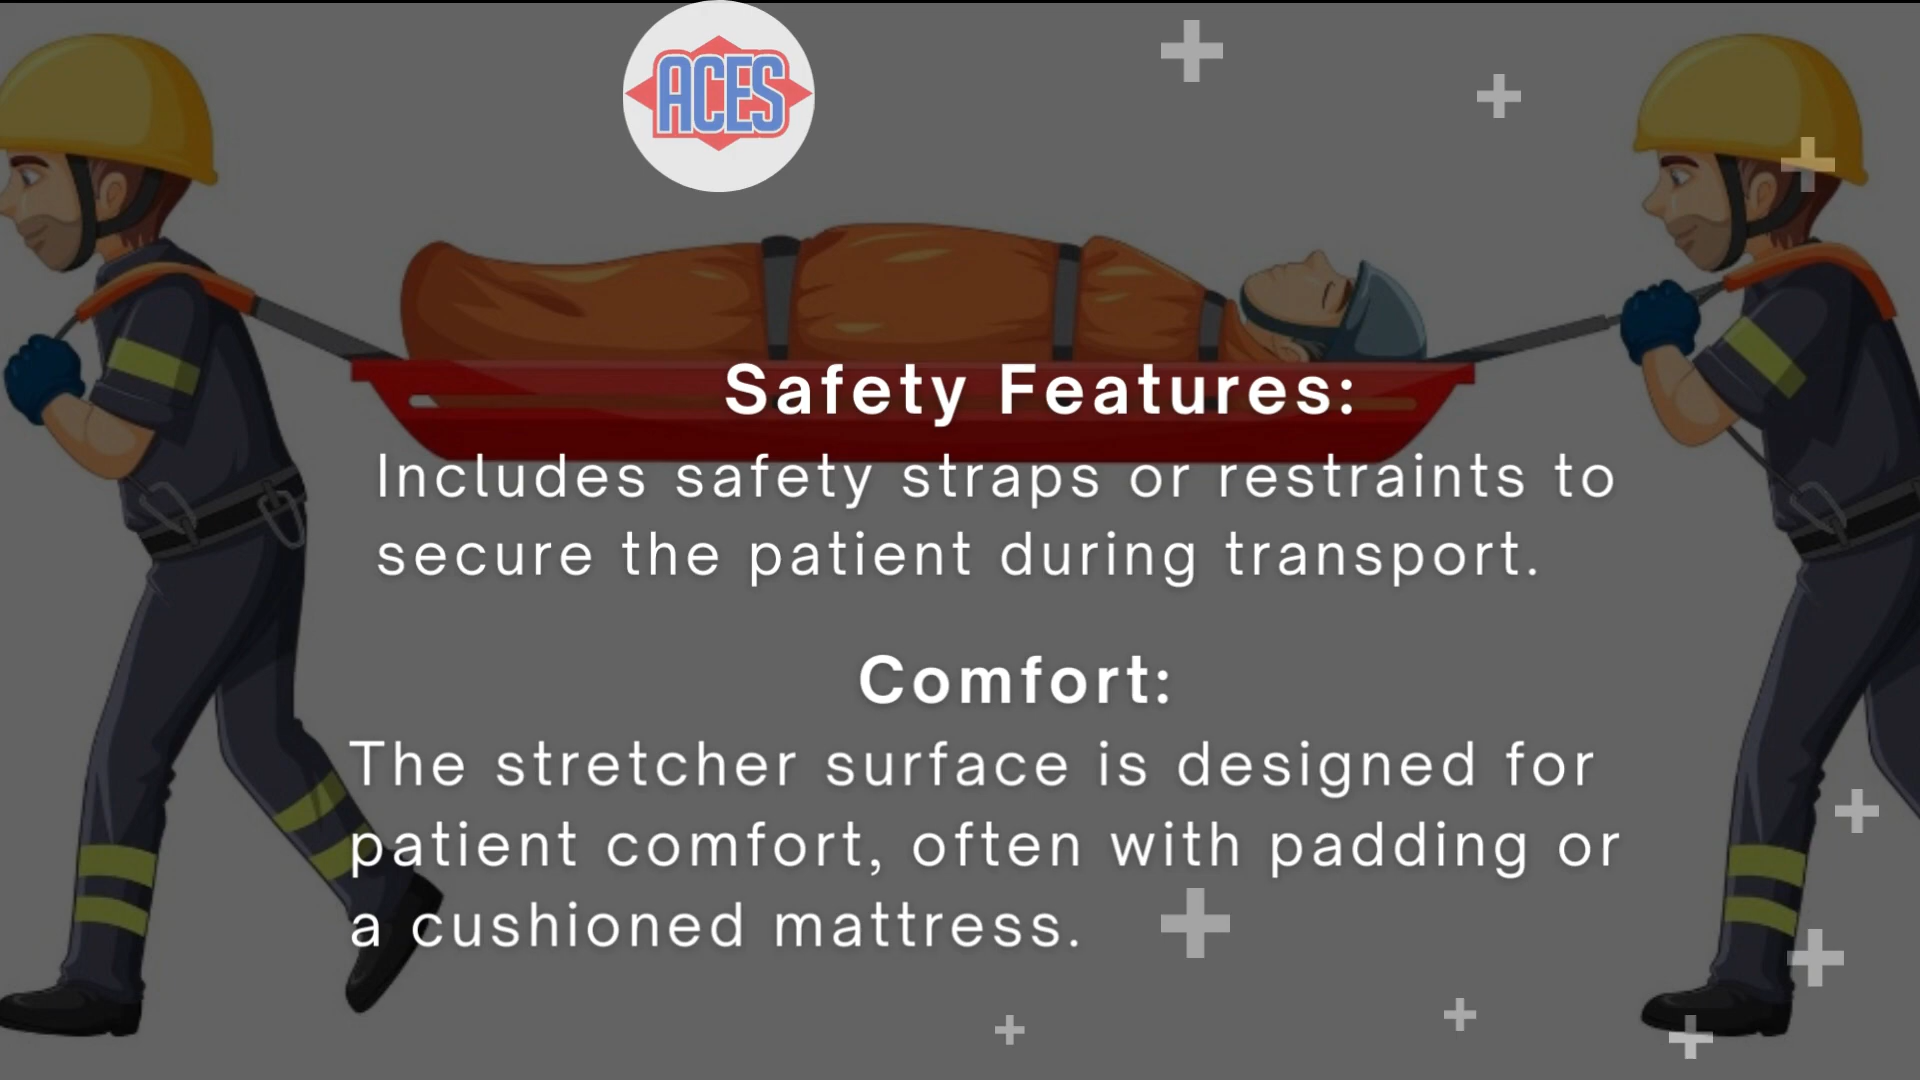 ACES
Safety Features:
Includes safety straps or restraints to
secure the patient during transport.
Comfort:
The stretcher surface is designed for
patient comfort, often with padding or
a cushioned mattress.